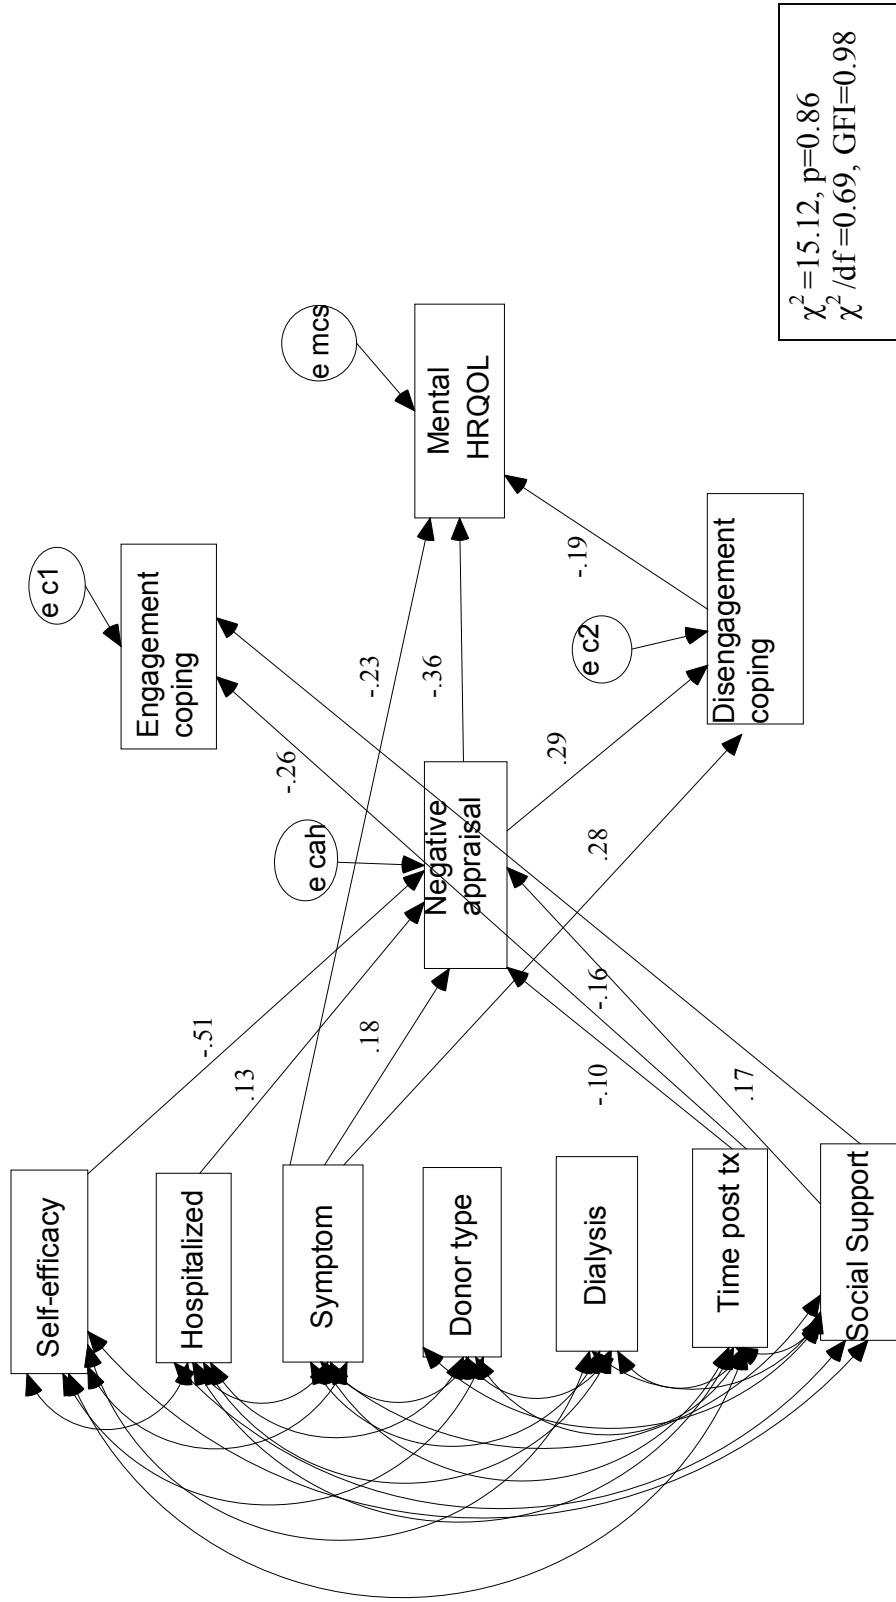 Self-efficacy
Hospitalized
Symptom
Donor type
Dialysis
Time post tx
Social Support
-.51
.13
.18
-.10
-.16
.17
e cah
Negative
appraisal
-.26
-.23
-.36
.29
.28
e c1
Engagement
coping
e c2
Disengagement
coping
-.19
e mcs
Mental
HRQOL
χ²=15.12, p=0.86
χ²/df=0.69, GFI=0.98